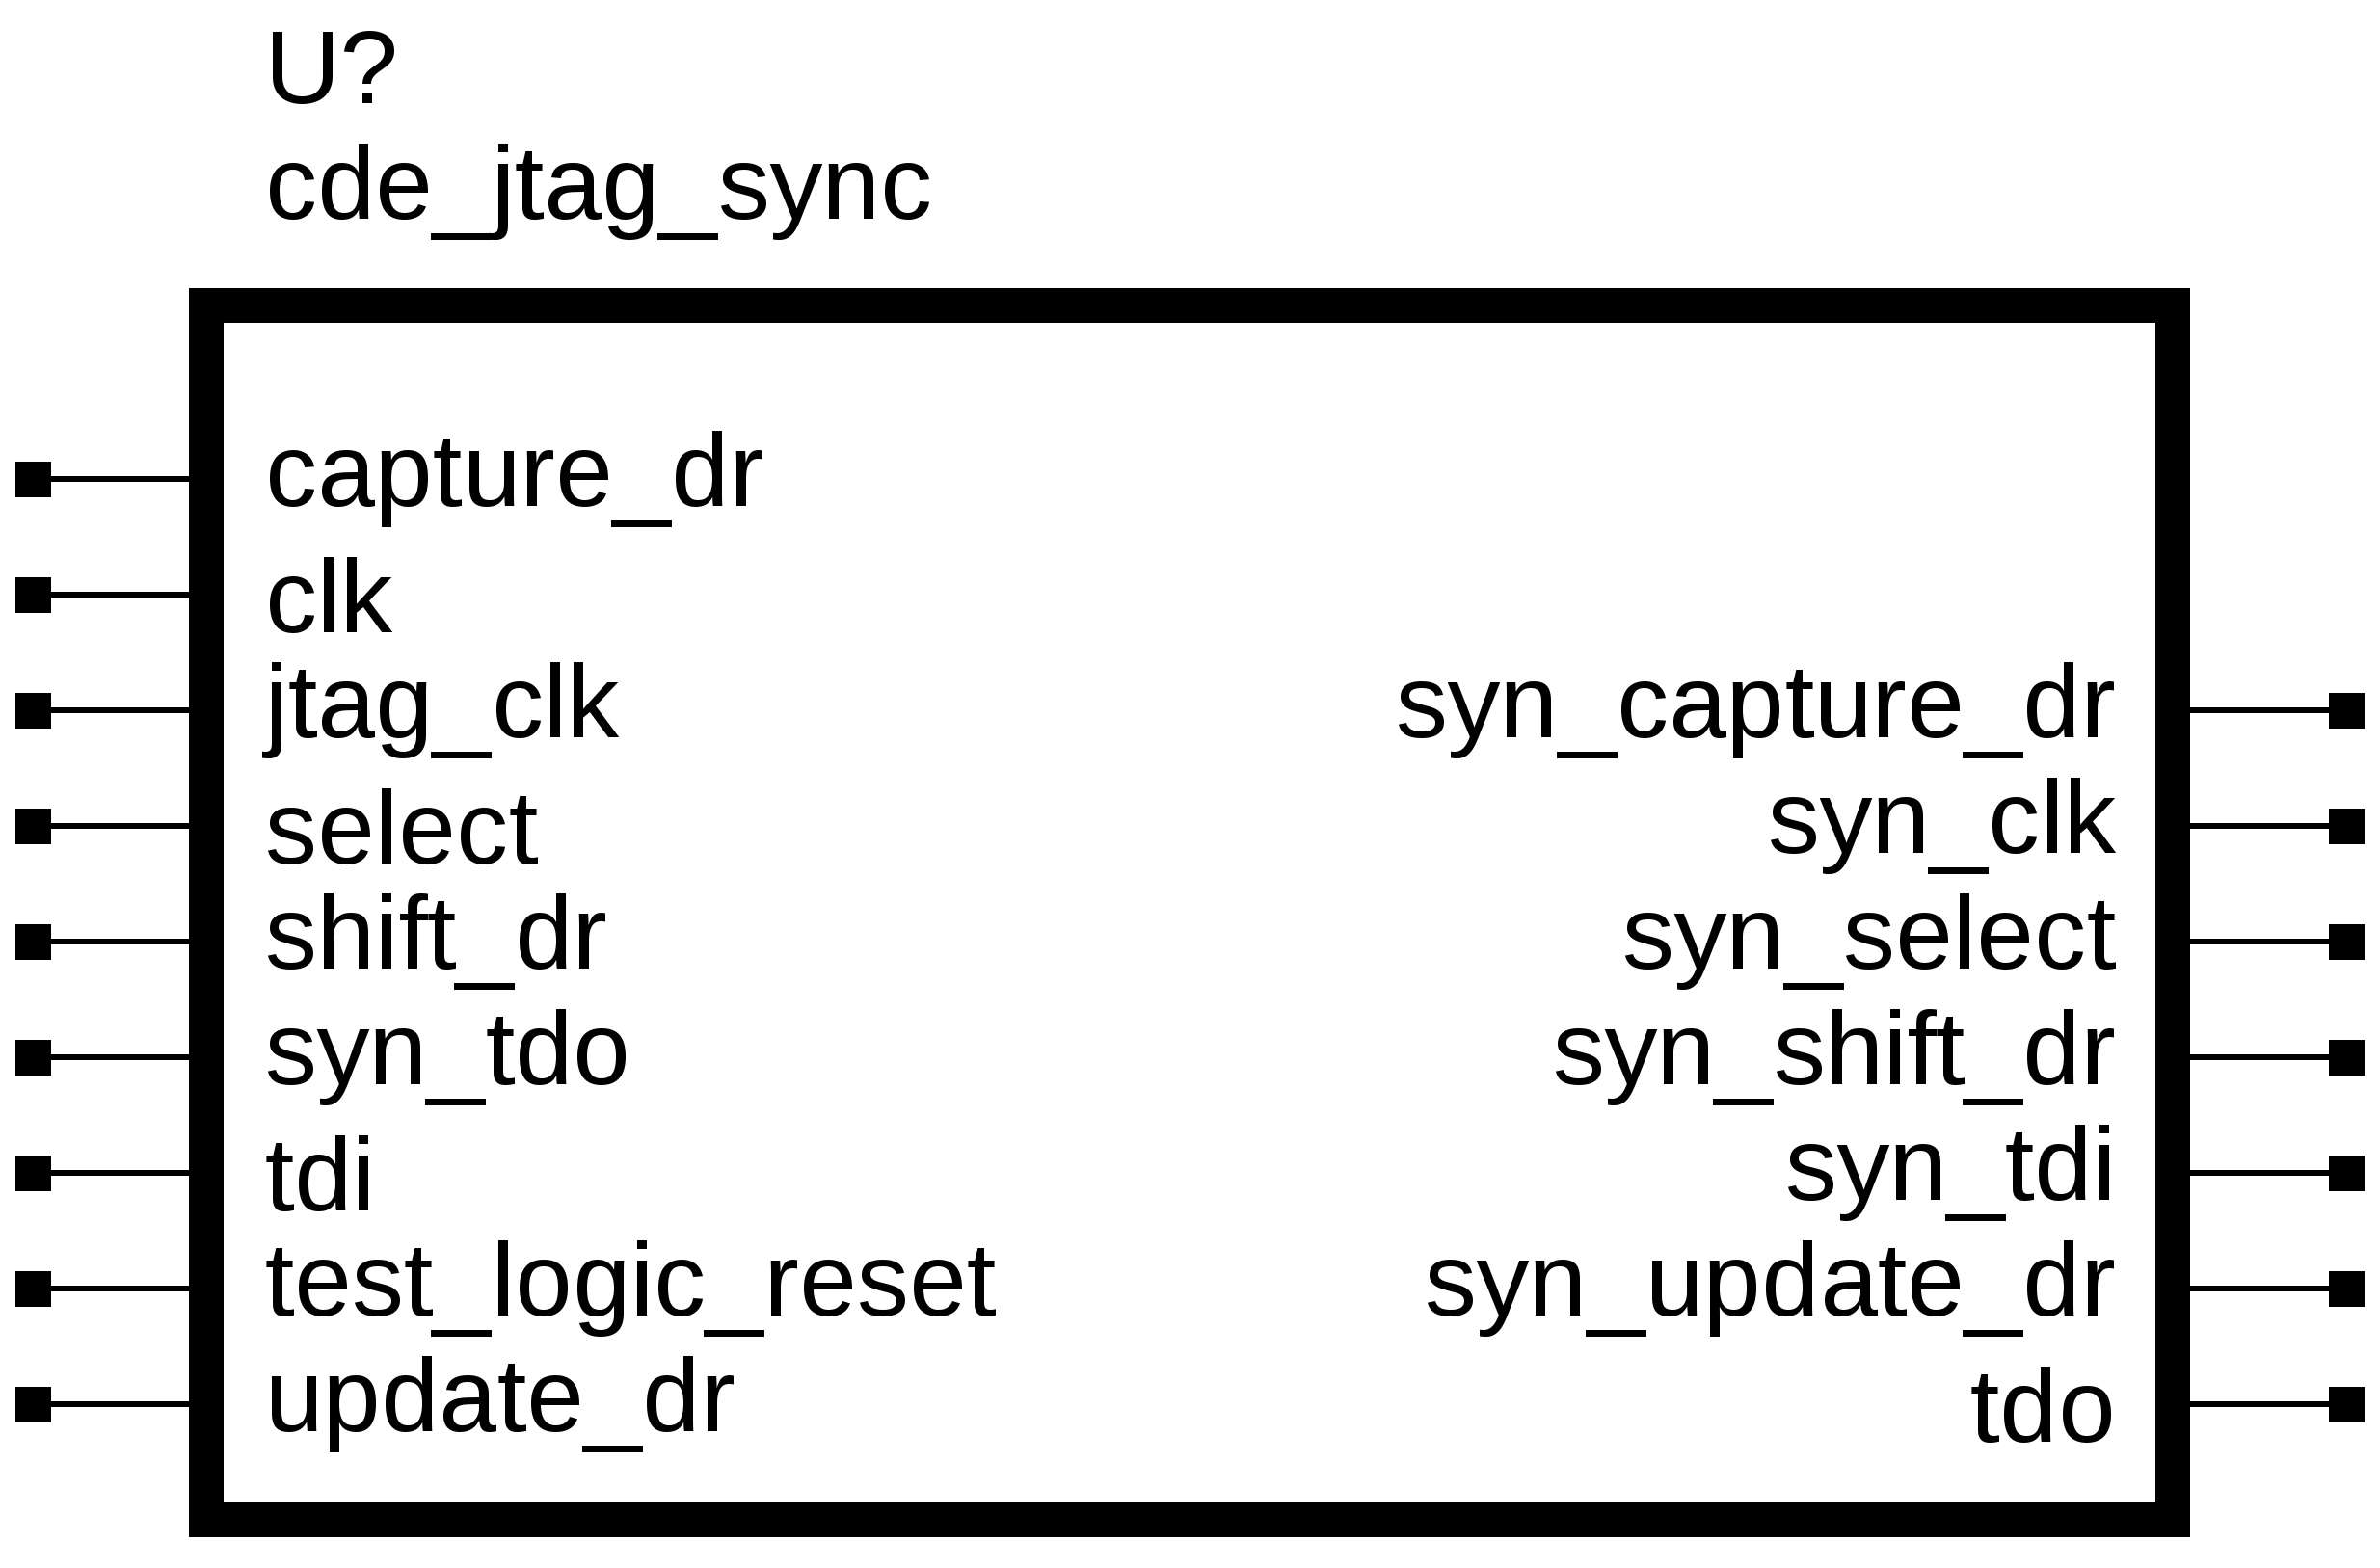 U?
cde_jtag_sync
capture_dr
clk
jtag_clk
select
shift_dr
syn_tdo
tdi
test_logic_reset
update_dr
syn_capture_dr
syn_clk
syn_select
syn_shift_dr
syn_tdi
syn_update_dr
tdo